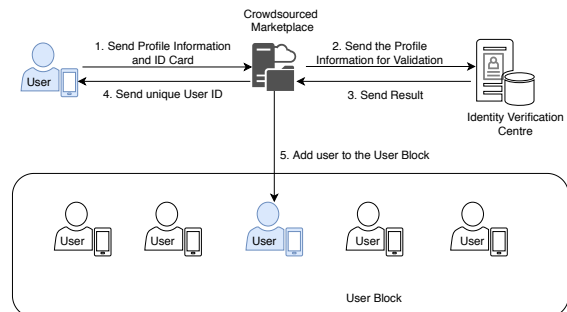 Crowdsourced
Marketplace
1. Send Profile Information
and ID Card
2. Send the Profile
Information for Validation
User
4. Send unique User ID
3. Send Result
Identity Verification
Centre
5. Add user to the User Block
User
User
User
User
User
User Block